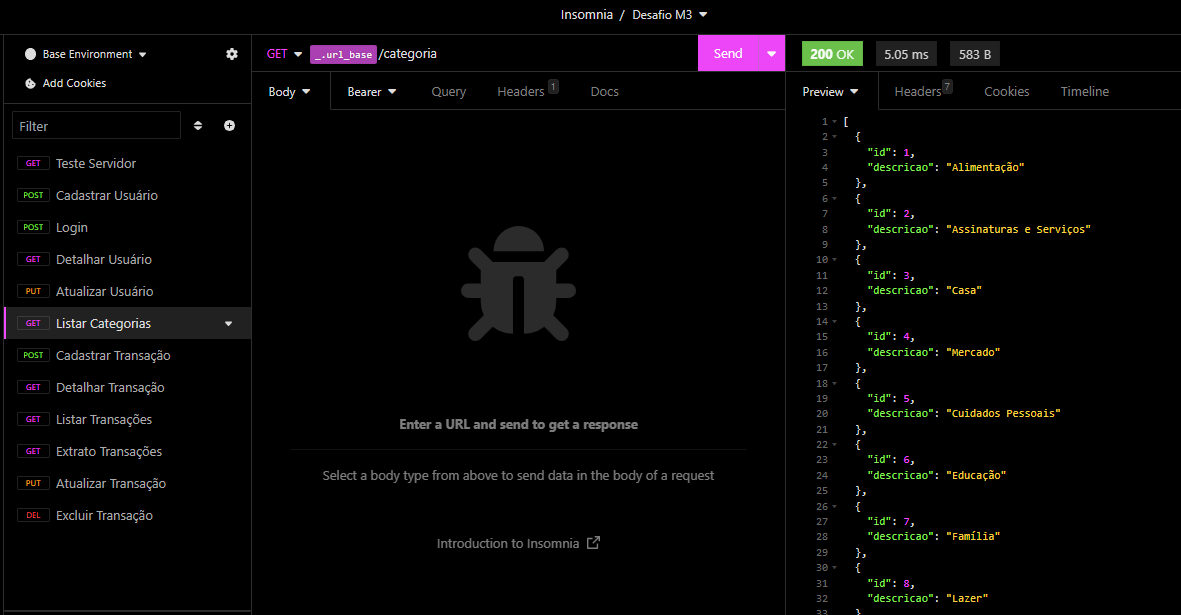 Insomnia / Desafio M3
Base Environment
Add Cookies
Filter
GET Teste Servidor
POST Cadastrar Usuário
POST Login
GET Detalhar Usuário
PUT Atualizar Usuário
GET Listar Categorias
POST Cadastrar Transação
GET Detalhar Transação
GET Listar Transações
GET Extrato Transações
PUT Atualizar Transação
DEL Excluir Transação
GET _.url_base /categoria Send
Body Bearer Query Headers 1 Docs
Enter a URL and send to get a response
Select a body type from above to send data in the body of a request
Introduction to Insomnia
200 OK 5.05 ms 583 B
Preview Headers 7 Cookies Timeline
1 [
2 {
3 "id": 1,
4 "descricao": "Alimentação"
5 },
6 {
7 "id": 2,
8 "descricao": "Assinaturas e Serviços"
9 },
10 {
11 "id": 3,
12 "descricao": "Casa"
13 },
14 {
15 "id": 4,
16 "descricao": "Mercado"
17 },
18 {
19 "id": 5,
20 "descricao": "Cuidados Pessoais"
21 },
22 {
23 "id": 6,
24 "descricao": "Educação"
25 },
26 {
27 "id": 7,
28 "descricao": "Família"
29 },
30 {
31 "id": 8,
32 "descricao": "Lazer"
33 },